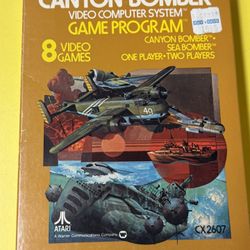 CANYON BOMBER™
VIDEO COMPUTER SYSTEM™
GAME PROGRAM™
8 VIDEO GAMES
CANYON BOMBER™•
SEA BOMBER™
ONE PLAYER•TWO PLAYERS
40
ATARI
A Warner Communications Company
CX2607